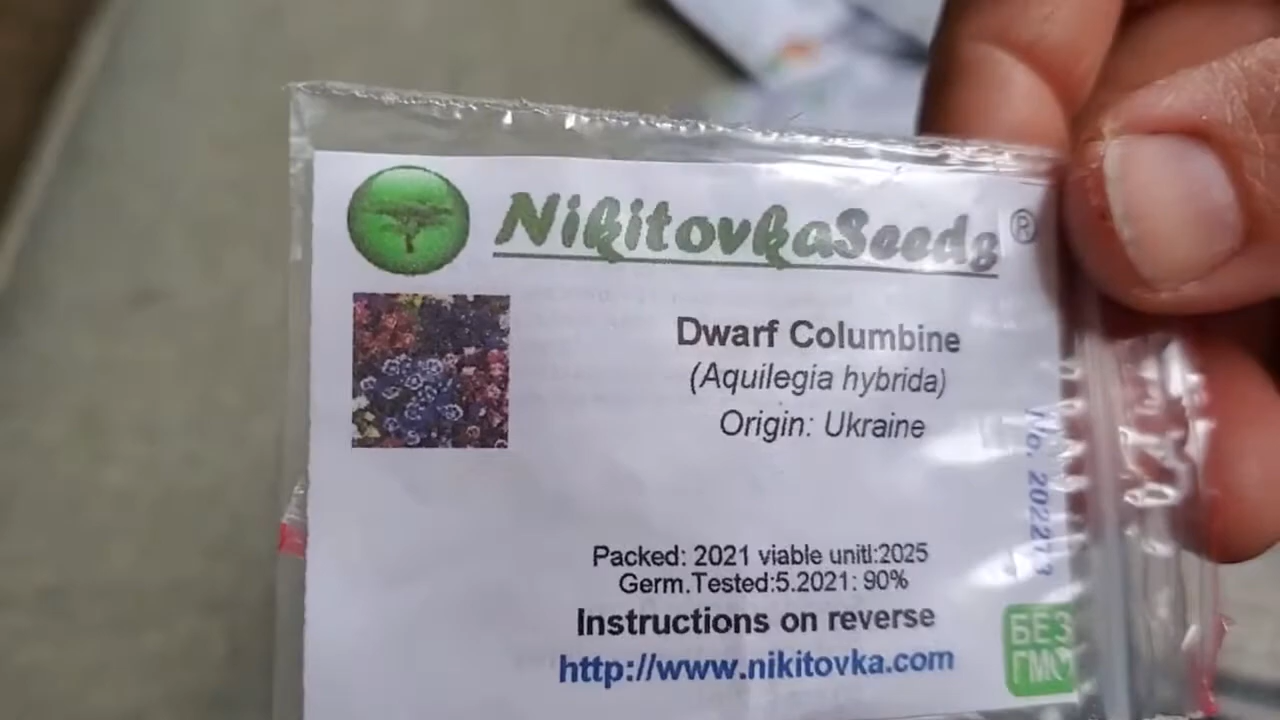 NikitovkaSeeds®
Dwarf Columbine
(Aquilegia hybrida)
Origin: Ukraine
Packed: 2021 viable unitl:2025
Germ.Tested:5.2021: 90%
Instructions on reverse
http://www.nikitovka.com
No.
БЕЗ
ГМО